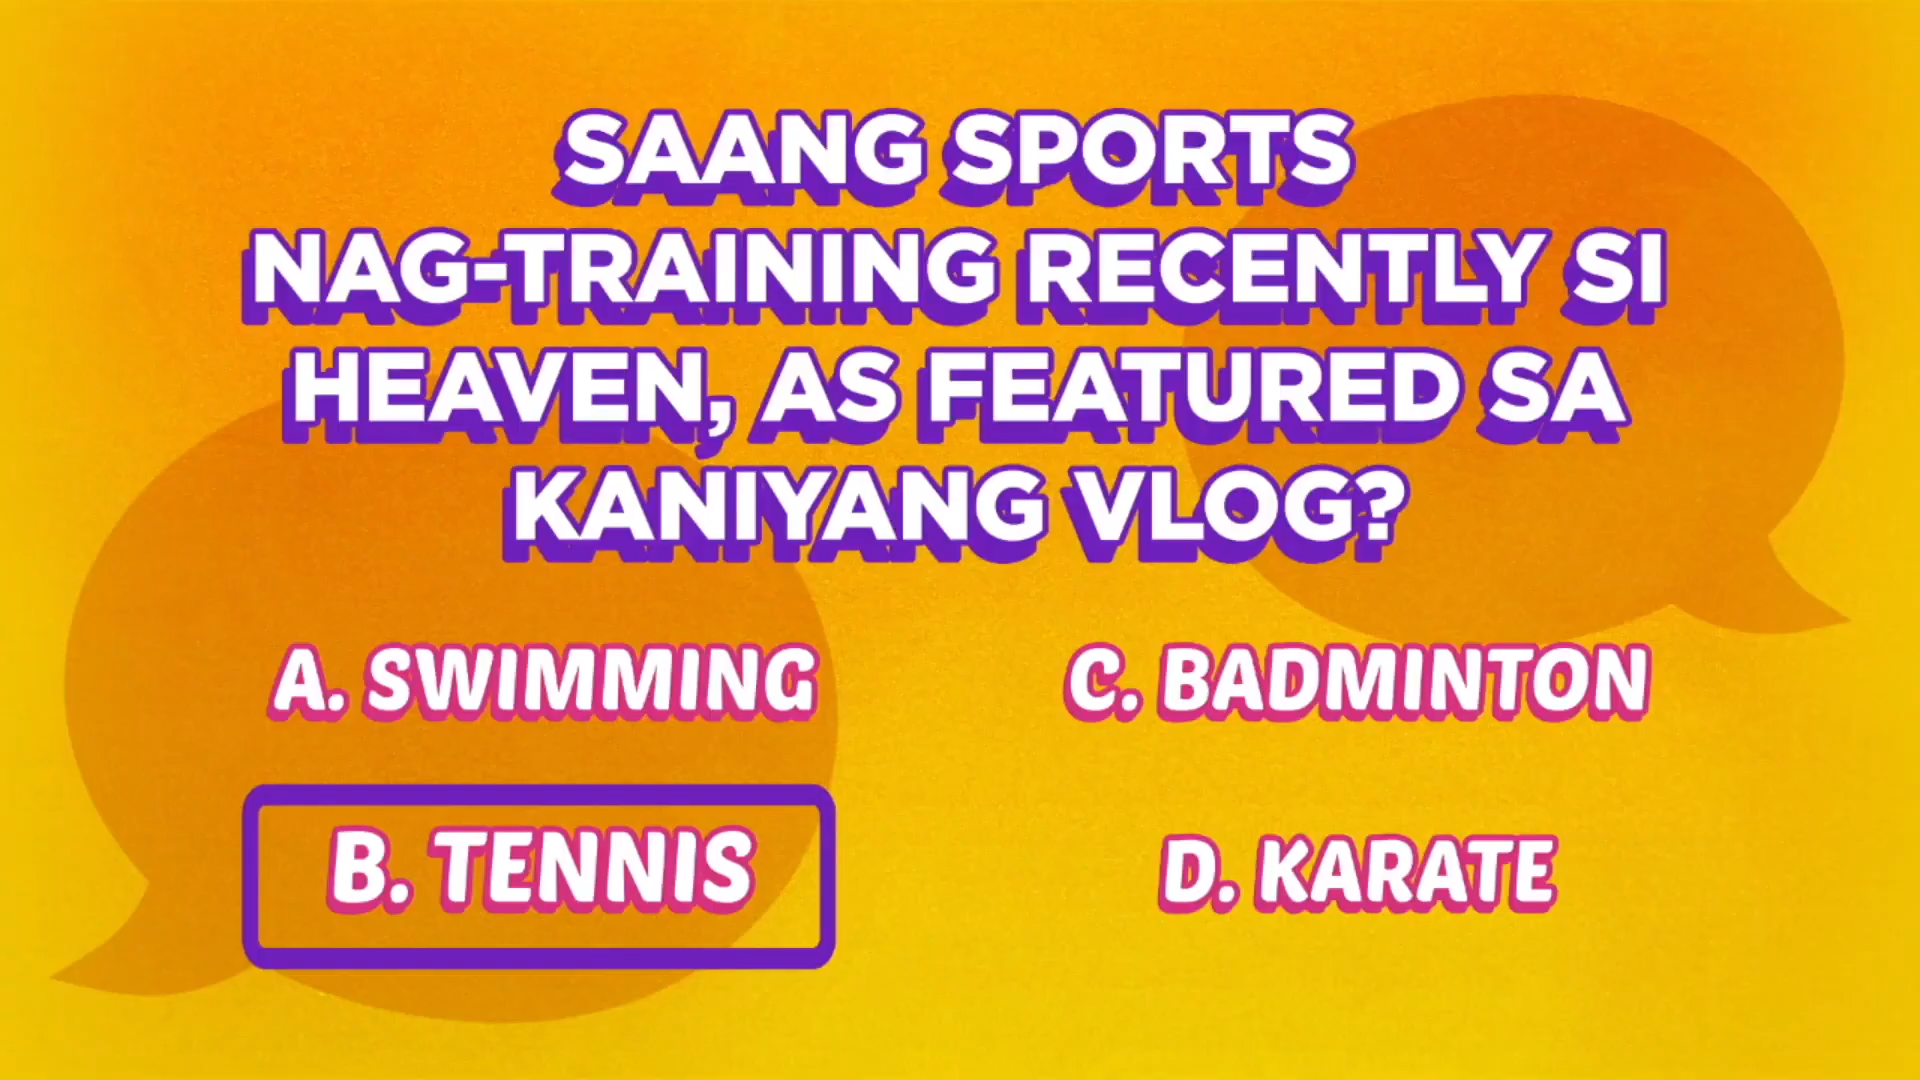 SAANG SPORTS
NAG-TRAINING RECENTLY SI
HEAVEN, AS FEATURED SA
KANIYANG VLOG?
A. SWIMMING
B. TENNIS
C. BADMINTON
D. KARATE